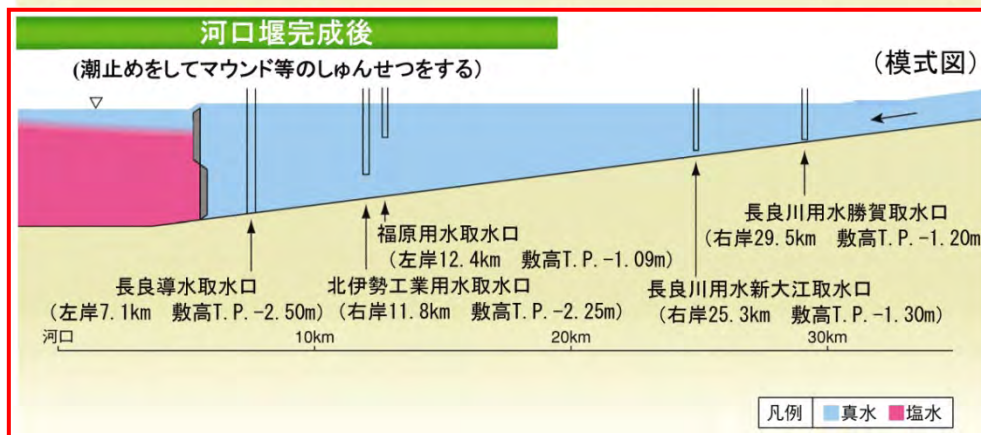 河口堰完成後
(潮止めをしてマウンド等のしゅんせつをする)
(模式図)
福原用水取水口
(左岸12.4km 敷高T.P.-1.09m)
長良川用水勝賀取水口
(右岸29.5km 敷高T.P.-1.20m
長良導水取水口
(左岸7.1km 敷高T.P.-2.50m)
北伊勢工業用水取水口
(右岸11.8km 敷高T.P.-2.25m)
長良川用水新大江取水口
(右岸25.3km 敷高T.P.-1.30m)
河口 10km 20km 30km
凡例 真水 塩水